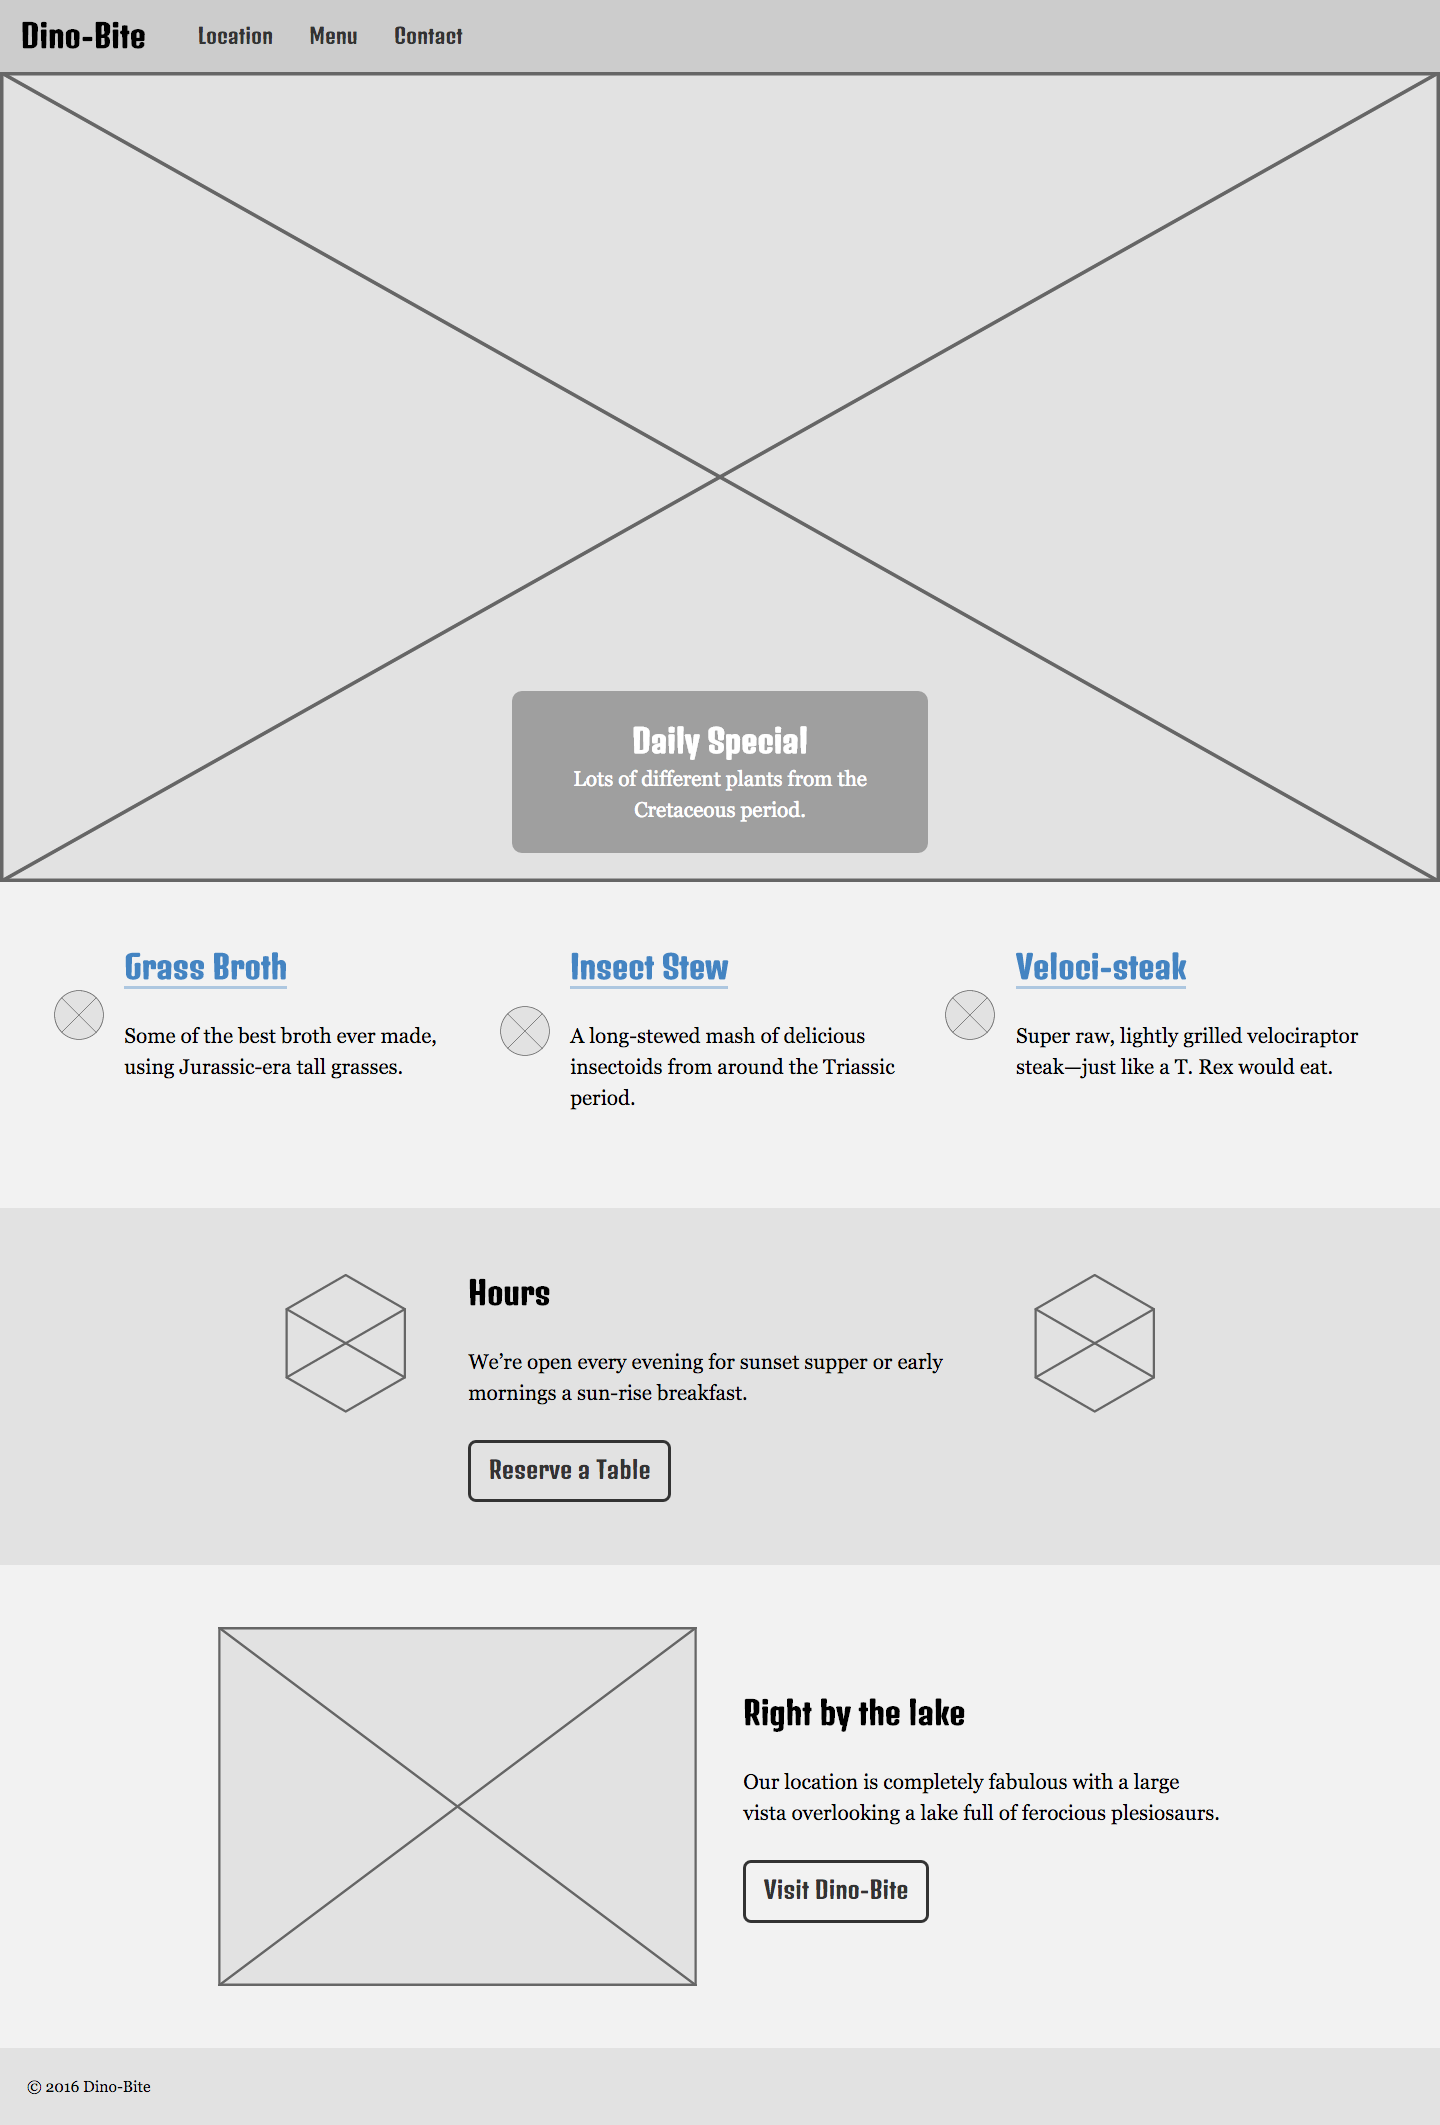 Dino-Bite
Location
Menu
Contact
Daily Special
Lots of different plants from the
Cretaceous period.
Grass Broth
Some of the best broth ever made,
using Jurassic-era tall grasses.
Insect Stew
A long-stewed mash of delicious
insectoids from around the Triassic
period.
Veloci-steak
Super raw, lightly grilled velociraptor
steak—just like a T. Rex would eat.
Hours
We’re open every evening for sunset supper or early
mornings a sun-rise breakfast.
Reserve a Table
Right by the lake
Our location is completely fabulous with a large
vista overlooking a lake full of ferocious plesiosaurs.
Visit Dino-Bite
© 2016 Dino-Bite